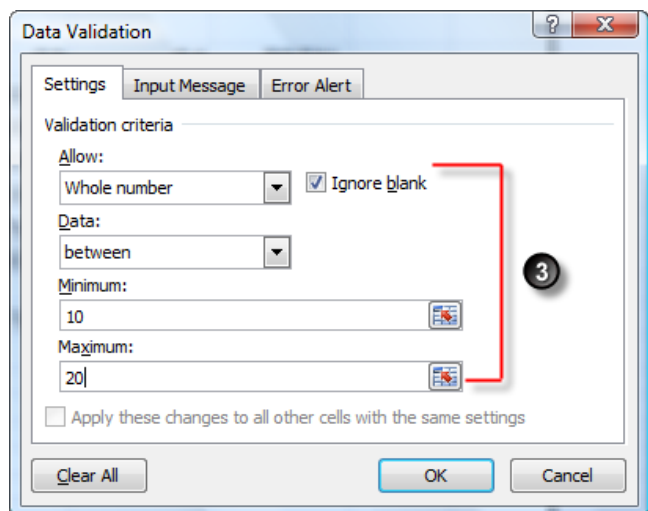 Data Validation
?
X
Settings Input Message Error Alert
Validation criteria
Allow:
Whole number Ignore blank
Data:
between
3
Minimum:
10
Maximum:
20
Apply these changes to all other cells with the same settings
Clear All OK Cancel